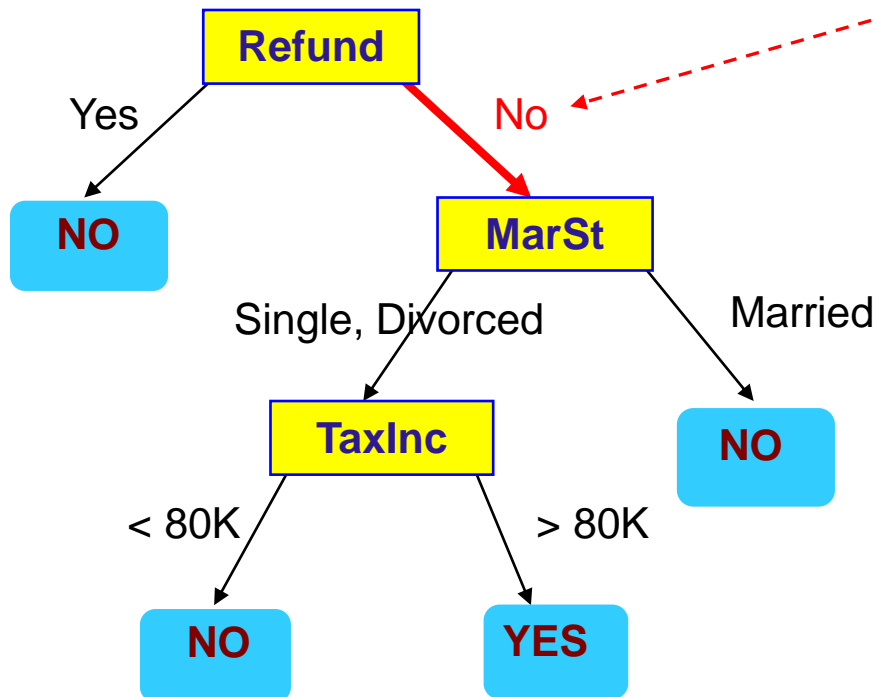 Refund
Yes
No
NO
MarSt
Single, Divorced
Married
TaxInc
NO
< 80K
> 80K
NO
YES